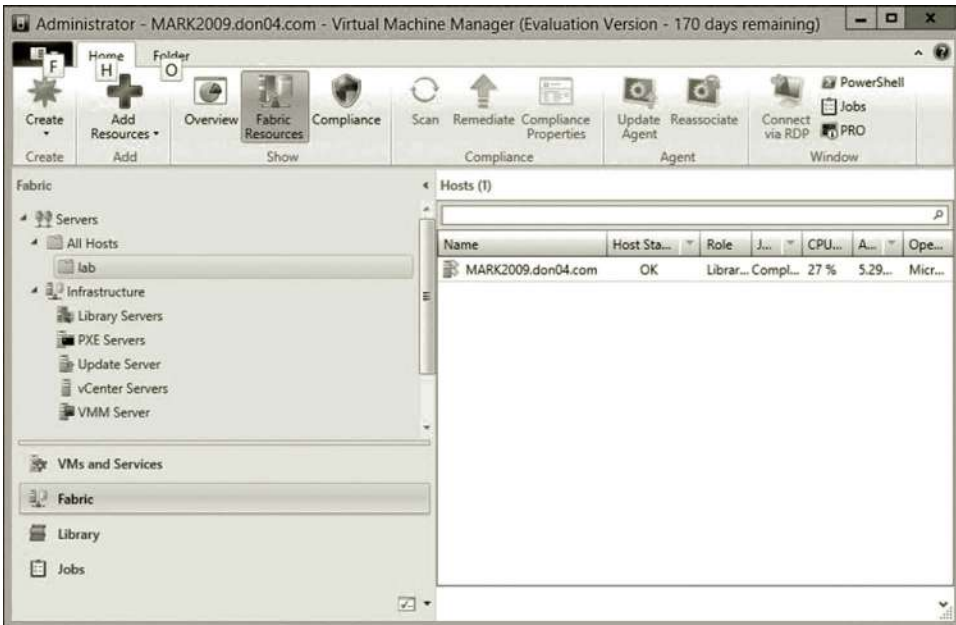 Administrator - MARK2009.don04.com - Virtual Machine Manager (Evaluation Version - 170 days remaining)
Home Folder
F H O
Create
Add Resources
Overview
Fabric Resources
Compliance
Scan
Remediate
Compliance Properties
Update Agent
Reassociate
Connect via RDP
PowerShell
Jobs
PRO
Create Add Show Compliance Agent Window
Fabric
Servers
All Hosts
lab
Infrastructure
Library Servers
PXE Servers
Update Server
vCenter Servers
VMM Server
VMs and Services
Fabric
Library
Jobs
Hosts (1)
Name Host Sta... Role J... CPU... A... Ope...
MARK2009.don04.com OK Librar... Compl... 27 % 5.29... Micr...